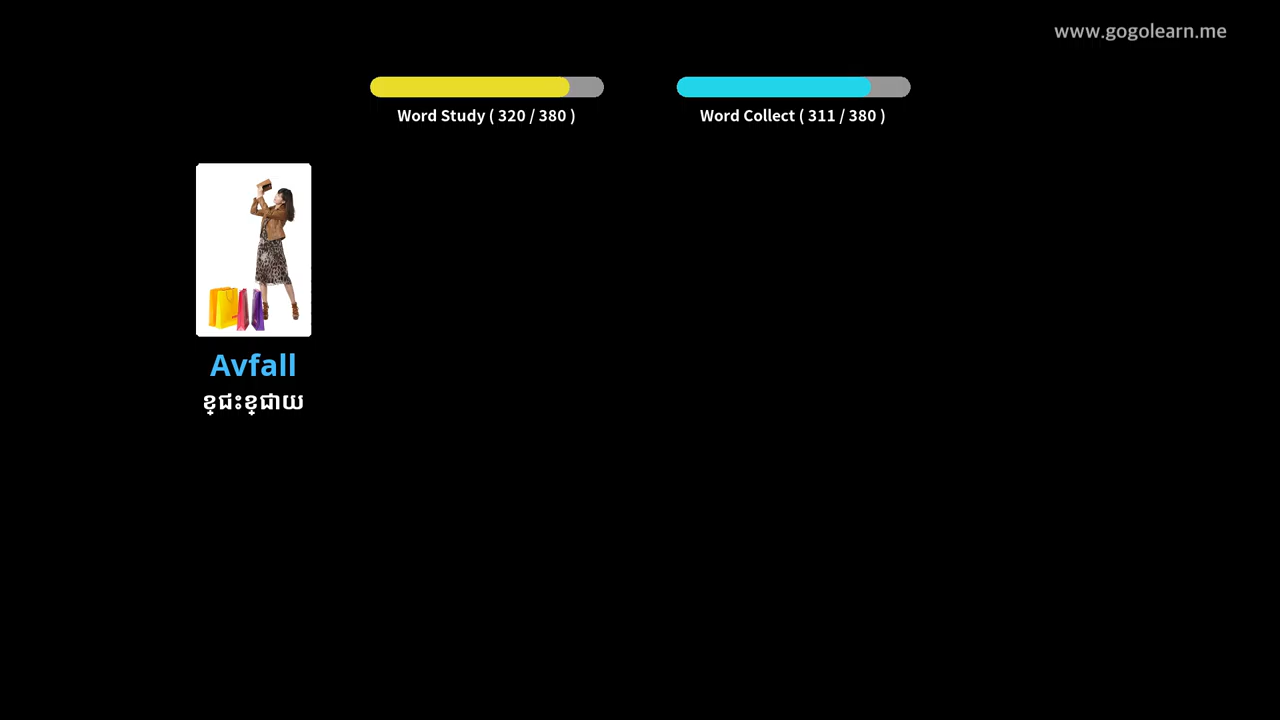 www.gogolearn.me
Word Study ( 320 / 380 )
Word Collect ( 311 / 380 )
Avfall
ខ្ជះខ្ជាយ